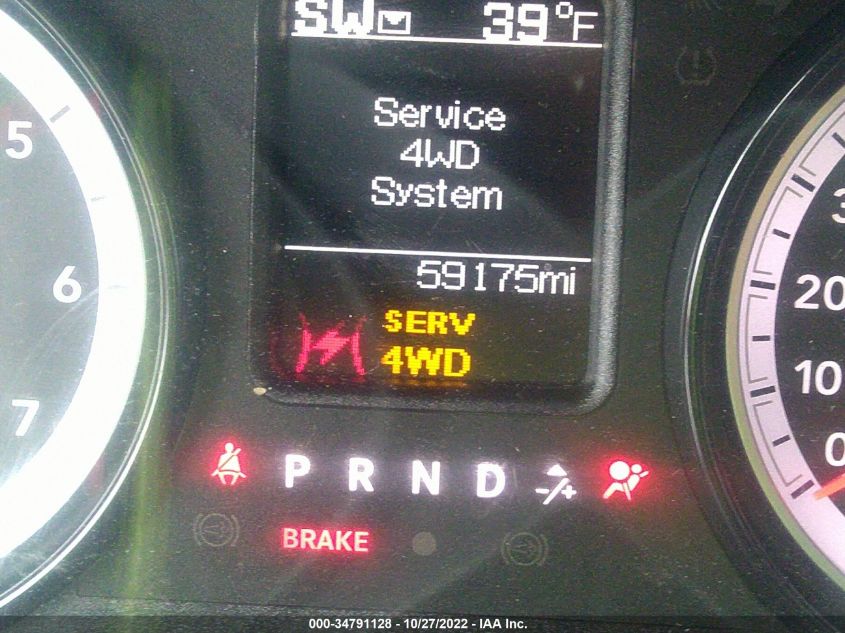 SW 39°F
Service
4WD
System
59175mi
SERV
4WD
5
6
7
20
10
0
P R N D -/+
BRAKE
000-34791128 - 10/27/2022 - IAA Inc.